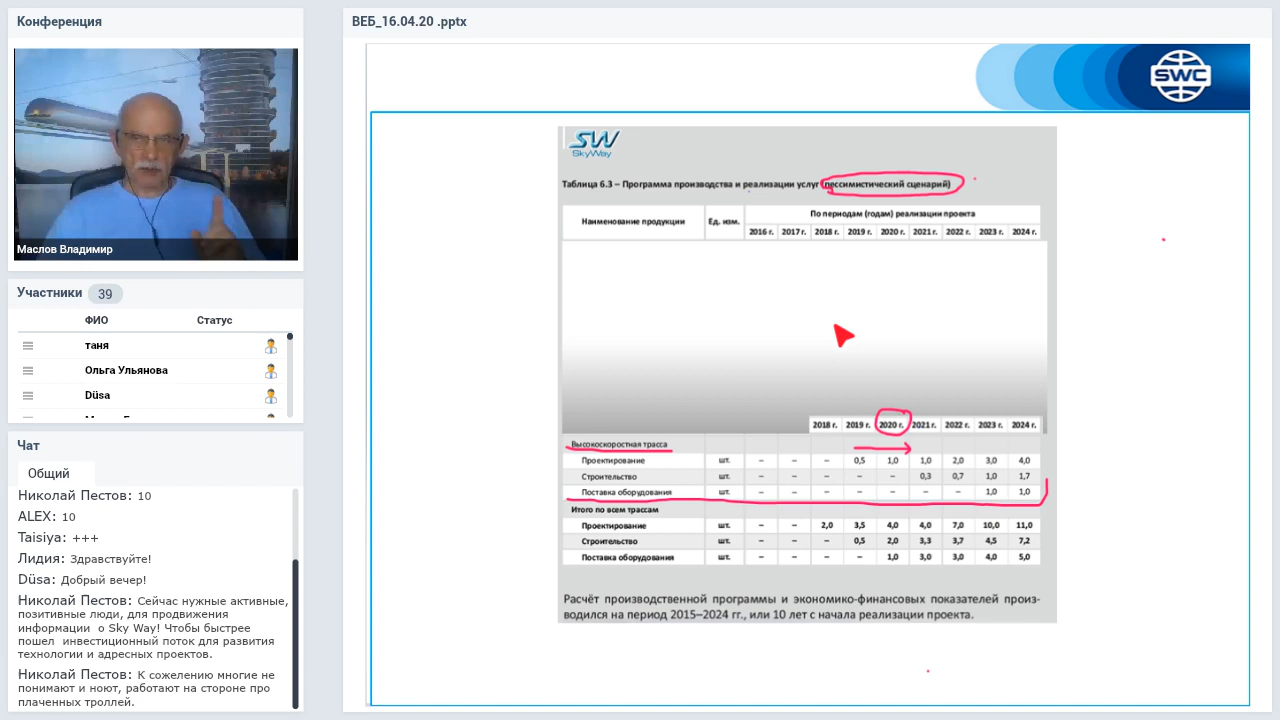 Конференция
Маслов Владимир
Участники 39
ФИО Статус
таня
Ольга Ульянова
Düsa
Чат
Общий
Николай Пестов: 10
ALEX: 10
Taisiya: +++
Лидия: Здравствуйте!
Düsa: Добрый вечер!
Николай Пестов: Сейчас нужные активные,
позитивные люди, для продвижения
информации о Sky Way! Чтобы быстрее
пошел инвестиционный поток для развития
технологии и адресных проектов.
Николай Пестов: К сожелению многие не
понимают и ноют, работают на стороне про
плаченных троллей.
ВЕБ_16.04.20 .pptx
SWC
SW
SkyWay
Таблица 6.3 – Программа производства и реализации услуг (пессимистический сценарий)
Наименование продукции Ед. изм. По периодам (годам) реализации проекта
2016 г. 2017 г. 2018 г. 2019 г. 2020 г. 2021 г. 2022 г. 2023 г. 2024 г.
2018 г. 2019 г. 2020 г. 2021 г. 2022 г. 2023 г. 2024 г.
Высокоскоростная трасса
Проектирование шт. – – – 0,5 1,0 1,0 2,0 3,0 4,0
Строительство шт. – – – – – 0,3 0,7 1,0 1,7
Поставка оборудования шт. – – – – – – – 1,0 1,0
Итого по всем трассам
Проектирование шт. – – 2,0 3,5 4,0 4,0 7,0 10,0 11,0
Строительство шт. – – – 0,5 2,0 3,3 3,7 4,5 7,2
Поставка оборудования шт. – – – – 1,0 3,0 3,0 4,0 5,0
Расчёт производственной программы и экономико-финансовых показателей произ-
водился на период 2015–2024 гг., или 10 лет с начала реализации проекта.